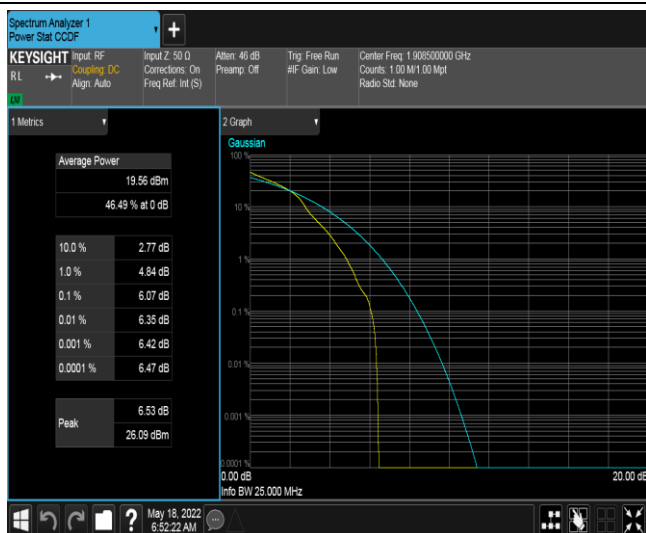 Spectrum Analyzer 1
Power Stat CCDF
KEYSIGHT
RL
Input: RF
Coupling: DC
Align: Auto
Input Z: 50 Ω
Corrections: On
Freq Ref: Int (S)
Atten: 46 dB
Preamp: Off
Trig: Free Run
#IF Gain: Low
Center Freq: 1.908500000 GHz
Counts: 1.00 M/1.00 Mpt
Radio Std: None
1 Metrics
Average Power
19.56 dBm
46.49 % at 0 dB
10.0 % 2.77 dB
1.0 % 4.84 dB
0.1 % 6.07 dB
0.01 % 6.35 dB
0.001 % 6.42 dB
0.0001 % 6.47 dB
Peak
6.53 dB
26.09 dBm
2 Graph
Gaussian
100 %
10 %
1 %
0.1 %
0.01 %
0.001 %
0.0001 %
0.00 dB
20.00 dB
Info BW 25.000 MHz
May 18, 2022
6:52:22 AM